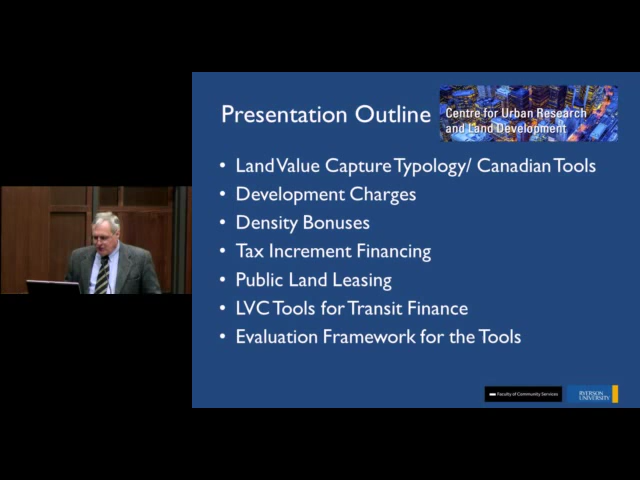 Presentation Outline
Centre for Urban Research
and Land Development
• Land Value Capture Typology/ Canadian Tools
• Development Charges
• Density Bonuses
• Tax Increment Financing
• Public Land Leasing
• LVC Tools for Transit Finance
• Evaluation Framework for the Tools
Faculty of Community Services
RYERSON
UNIVERSITY